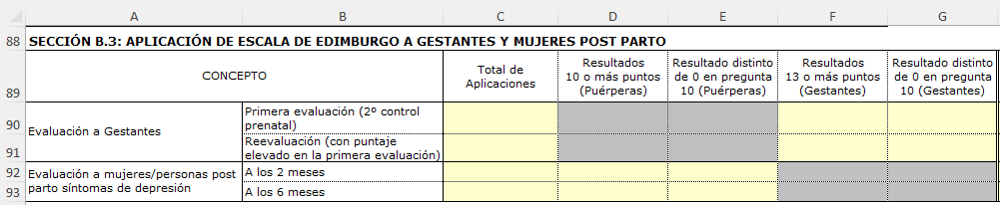 A B C D E F G
88 SECCIÓN B.3: APLICACIÓN DE ESCALA DE EDIMBURGO A GESTANTES Y MUJERES POST PARTO
89 CONCEPTO
Total de
Aplicaciones
Resultados
10 o más puntos
(Puérperas)
Resultado distinto
de 0 en pregunta
10 (Puérperas)
Resultados
13 o más puntos
(Gestantes)
Resultado distinto
de 0 en pregunta
10 (Gestantes)
Evaluación a Gestantes
90 Primera evaluación (2º control
prenatal)
91 Reevaluación (con puntaje
elevado en la primera evaluación)
Evaluación a mujeres/personas post
parto síntomas de depresión
92 A los 2 meses
93 A los 6 meses